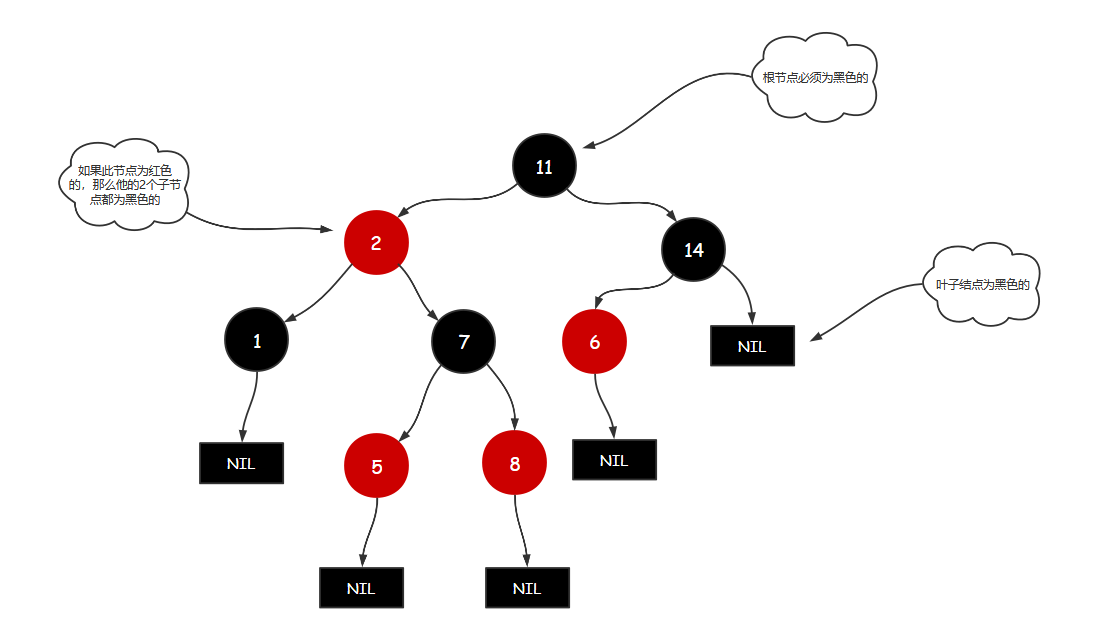 根节点必须为黑色的
11
如果此节点为红色
的，那么他的2个子节
点都为黑色的
2
14
叶子结点为黑色的
1
7
6
NIL
NIL
5
8
NIL
NIL
NIL